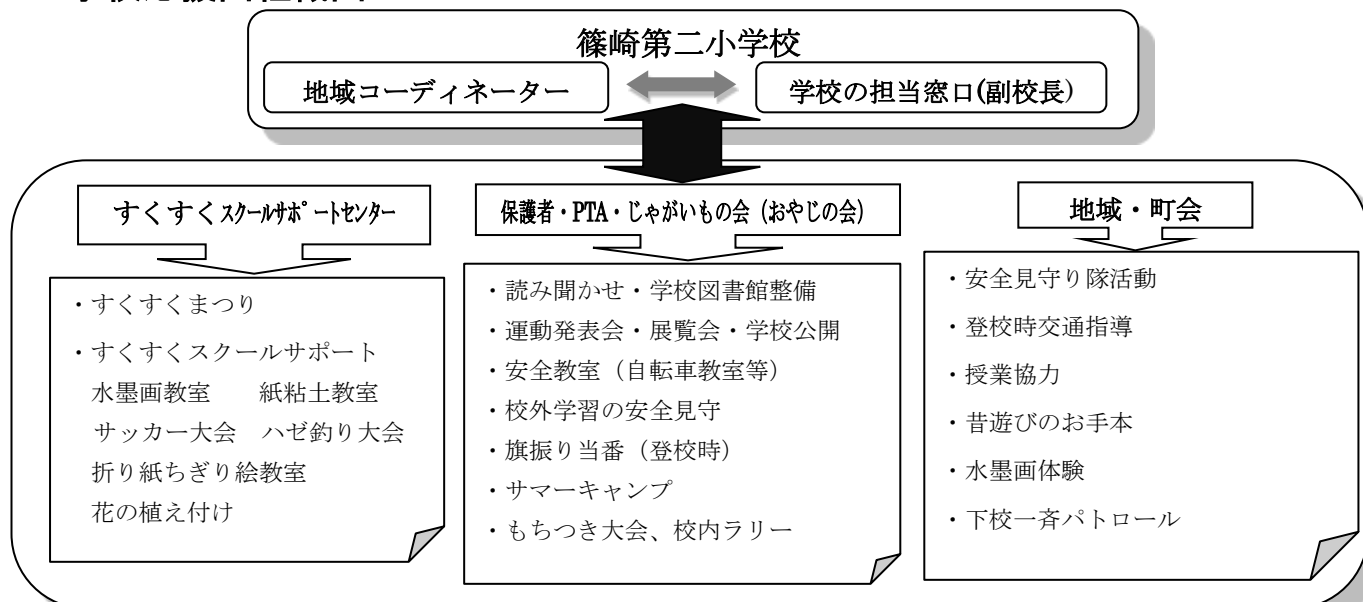 篠崎第二小学校
地域コーディネーター
学校の担当窓口(副校長)
すくすくスクールサポートセンター
・すくすくまつり
・すくすくスクールサポート
水墨画教室　紙粘土教室
サッカー大会　ハゼ釣り大会
折り紙ちぎり絵教室
花の植え付け
保護者・PTA・じゃがいもの会（おやじの会）
・読み聞かせ・学校図書館整備
・運動発表会・展覧会・学校公開
・安全教室（自転車教室等）
・校外学習の安全見守
・旗振り当番（登校時）
・サマーキャンプ
・もちつき大会、校内ラリー
地域・町会
・安全見守り隊活動
・登校時交通指導
・授業協力
・昔遊びのお手本
・水墨画体験
・下校一斉パトロール